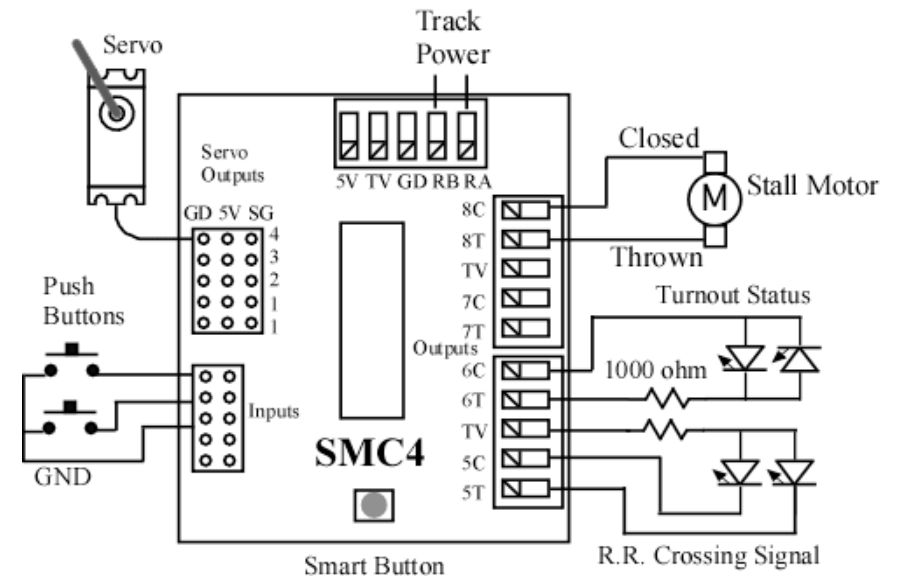 Track
Power
Servo
Servo
Outputs
5V TV GD RB RA
Closed
M
Stall Motor
Thrown
GD 5V SG
4
3
2
1
1
8C
8T
TV
7C
7T
Turnout Status
Push
Buttons
Outputs
6C
6T
TV
5C
5T
1000 ohm
Inputs
SMC4
GND
Smart Button
R.R. Crossing Signal